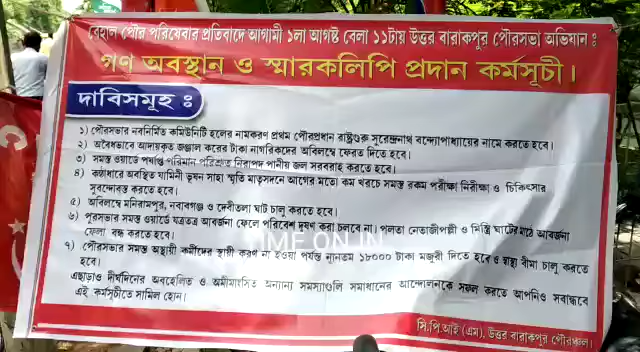 বেহাল পৌর পরিষেবার প্রতিবাদে আগামী ১লা আগষ্ট বেলা ১১টায় উত্তর বারাকপুর পৌরসভা অভিযান ঃ
গণ অবস্থান ও স্মারকলিপি প্রদান কর্মসূচী।
দাবিসমূহ ঃ
১) পৌরসভার নবনির্মিত কমিউনিটি হলের নামকরণ প্রথম পৌরপ্রধান রাষ্ট্রগুরু সুরেন্দ্রনাথ বন্দ্যোপাধ্যায়ের নামে করতে হবে।
২) অবৈধভাবে আদায়কৃত জঞ্জাল করের টাকা নাগরিকদের অবিলম্বে ফেরত দিতে হবে।
৩) সমস্ত ওয়ার্ডে পর্যাপ্ত পরিমান পরিশ্রুত নিরাপদ পানীয় জল সরবরাহ করতে হবে।
৪) কণ্ঠাধারে অবস্থিত যামিনী ভূষন সাহা স্মৃতি মাতৃসদনে আগের মতো কম খরচে সমস্ত রকম পরীক্ষা নিরীক্ষা ও চিকিৎসার
সুবন্দোবস্ত করতে হবে।
৫) অবিলম্বে মনিরামপুর, নবাবগঞ্জ ও দেবীতলা ঘাট চালু করতে হবে।
৬) পুরসভার সমস্ত ওয়ার্ডে যত্রতত্র আবর্জনা ফেলে পরিবেশ দূষণ করা চলবে না। পলতা নেতাজীপল্লী ও মিস্ত্রি ঘাটের মাঠে আবর্জনা
ফেলা বন্ধ করতে হবে।
৭) পৌরসভার সমস্ত অস্থায়ী কর্মীদের স্থায়ী করণ না হওয়া পর্যন্ত ন্যূনতম ১৮০০০ টাকা মজুরী দিতে হবে ও স্বাস্থ্য বীমা চালু করতে
হবে।
এছাড়াও দীর্ঘদিনের অবহেলিত ও অমীমাংসিত অন্যান্য সমস্যাগুলি সমাধানের আন্দোলনকে সফল করতে আপনিও সবান্ধবে
এই কর্মসূচীতে সামিল হোন।
সি.পি.আই (এম), উত্তর বারাকপুর পৌরাঞ্চল।
TIME ON.IN